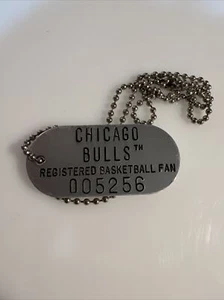 CHICAGO
BULLS™
REGISTERED BASKETBALL FAN
005256